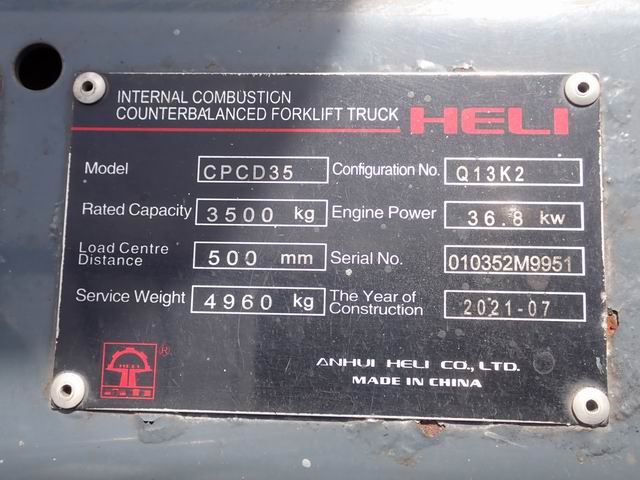 INTERNAL COMBUSTION
COUNTERBALANCED FORKLIFT TRUCK HELI
Model CPCD35 Configuration No. Q13K2
Rated Capacity 3500 kg Engine Power 36.8 kw
Load Centre Distance 500 mm Serial No. 010352M9951
Service Weight 4960 kg The Year of Construction 2021-07
HELI ®
ANHUI HELI CO., LTD.
MADE IN CHINA